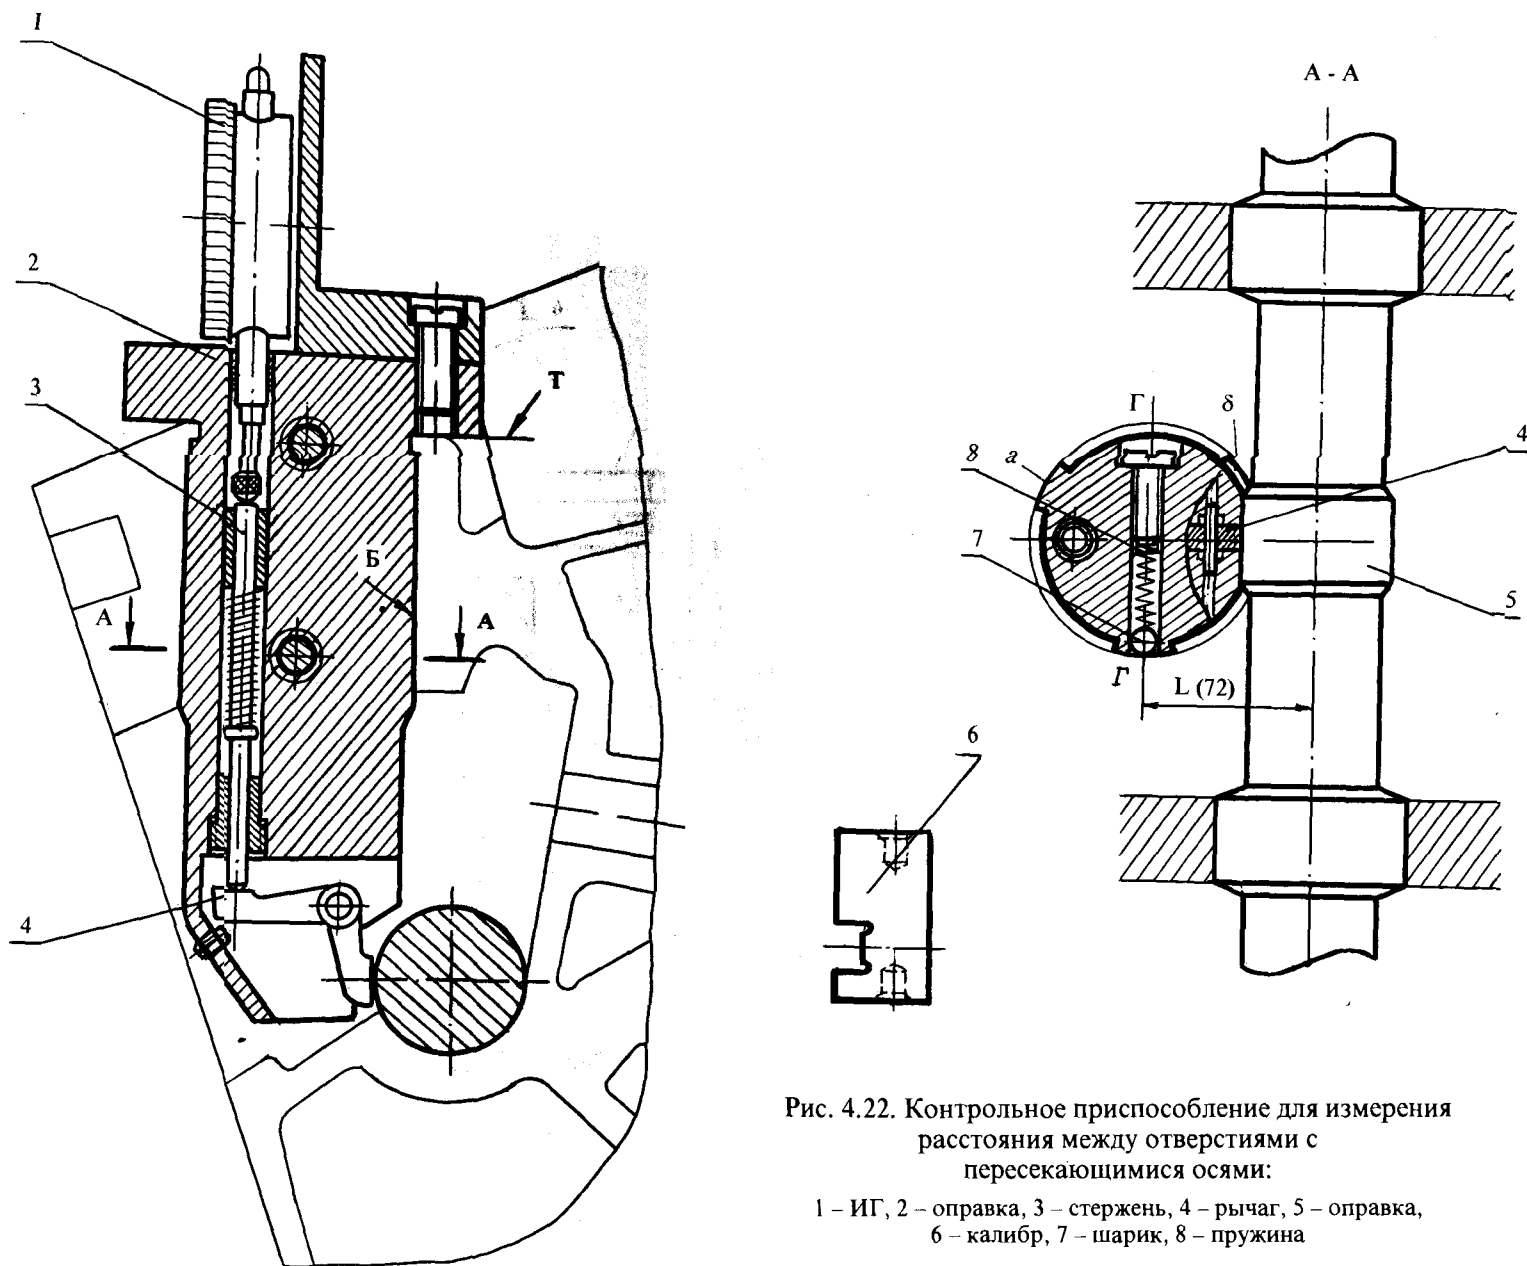 1
2
3
4
А
А
Б
Т
А - А
Г
δ
4
8
а
7
5
Г
L (72)
6
Рис. 4.22. Контрольное приспособление для измерения
расстояния между отверстиями с
пересекающимися осями:
1 – ИГ, 2 – оправка, 3 – стержень, 4 – рычаг, 5 – оправка,
6 – калибр, 7 – шарик, 8 – пружина